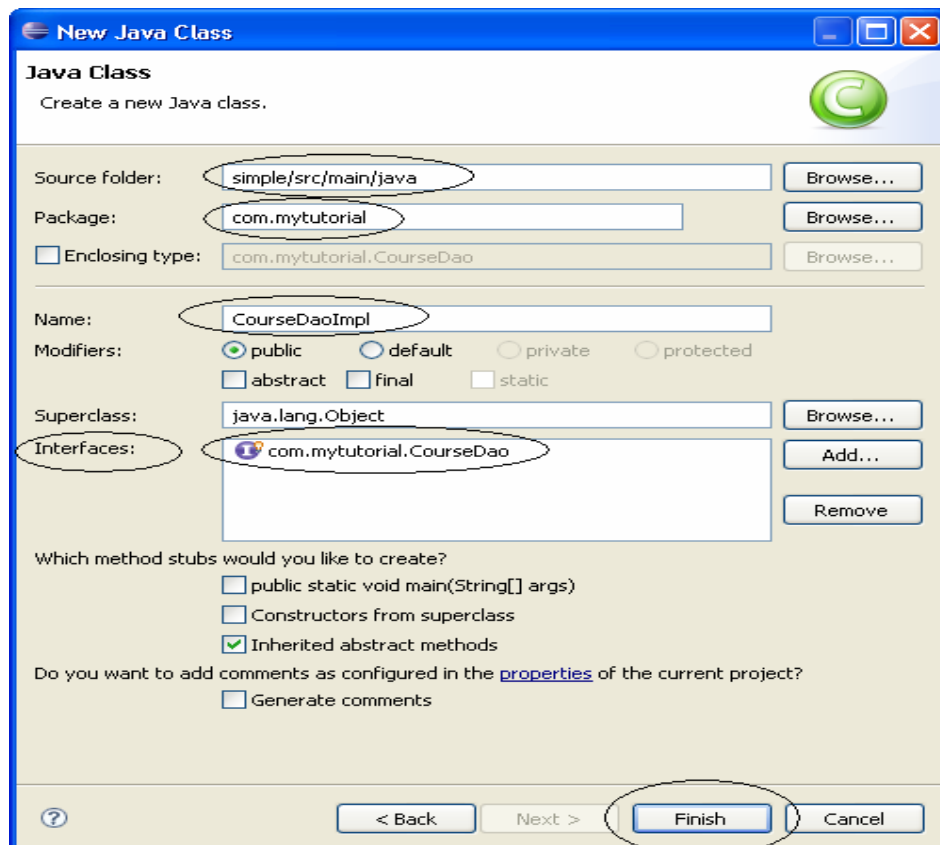 New Java Class
Java Class
Create a new Java class.
Source folder: simple/src/main/java Browse...
Package: com.mytutorial Browse...
Enclosing type: com.mytutorial.CourseDao Browse...
Name: CourseDaoImpl
Modifiers: public default private protected
abstract final static
Superclass: java.lang.Object Browse...
Interfaces: com.mytutorial.CourseDao Add...
Remove
Which method stubs would you like to create?
public static void main(String[] args)
Constructors from superclass
Inherited abstract methods
Do you want to add comments as configured in the properties of the current project?
Generate comments
? < Back Next > Finish Cancel